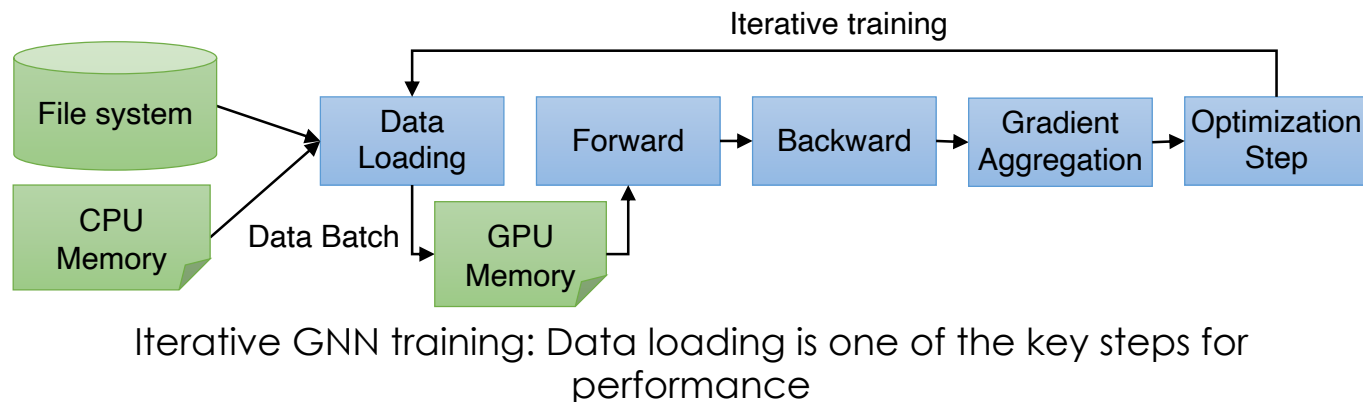 Iterative training
File system
CPU
Memory
Data
Loading
Data Batch
GPU
Memory
Forward
Backward
Gradient
Aggregation
Optimization
Step
Iterative GNN training: Data loading is one of the key steps for
performance